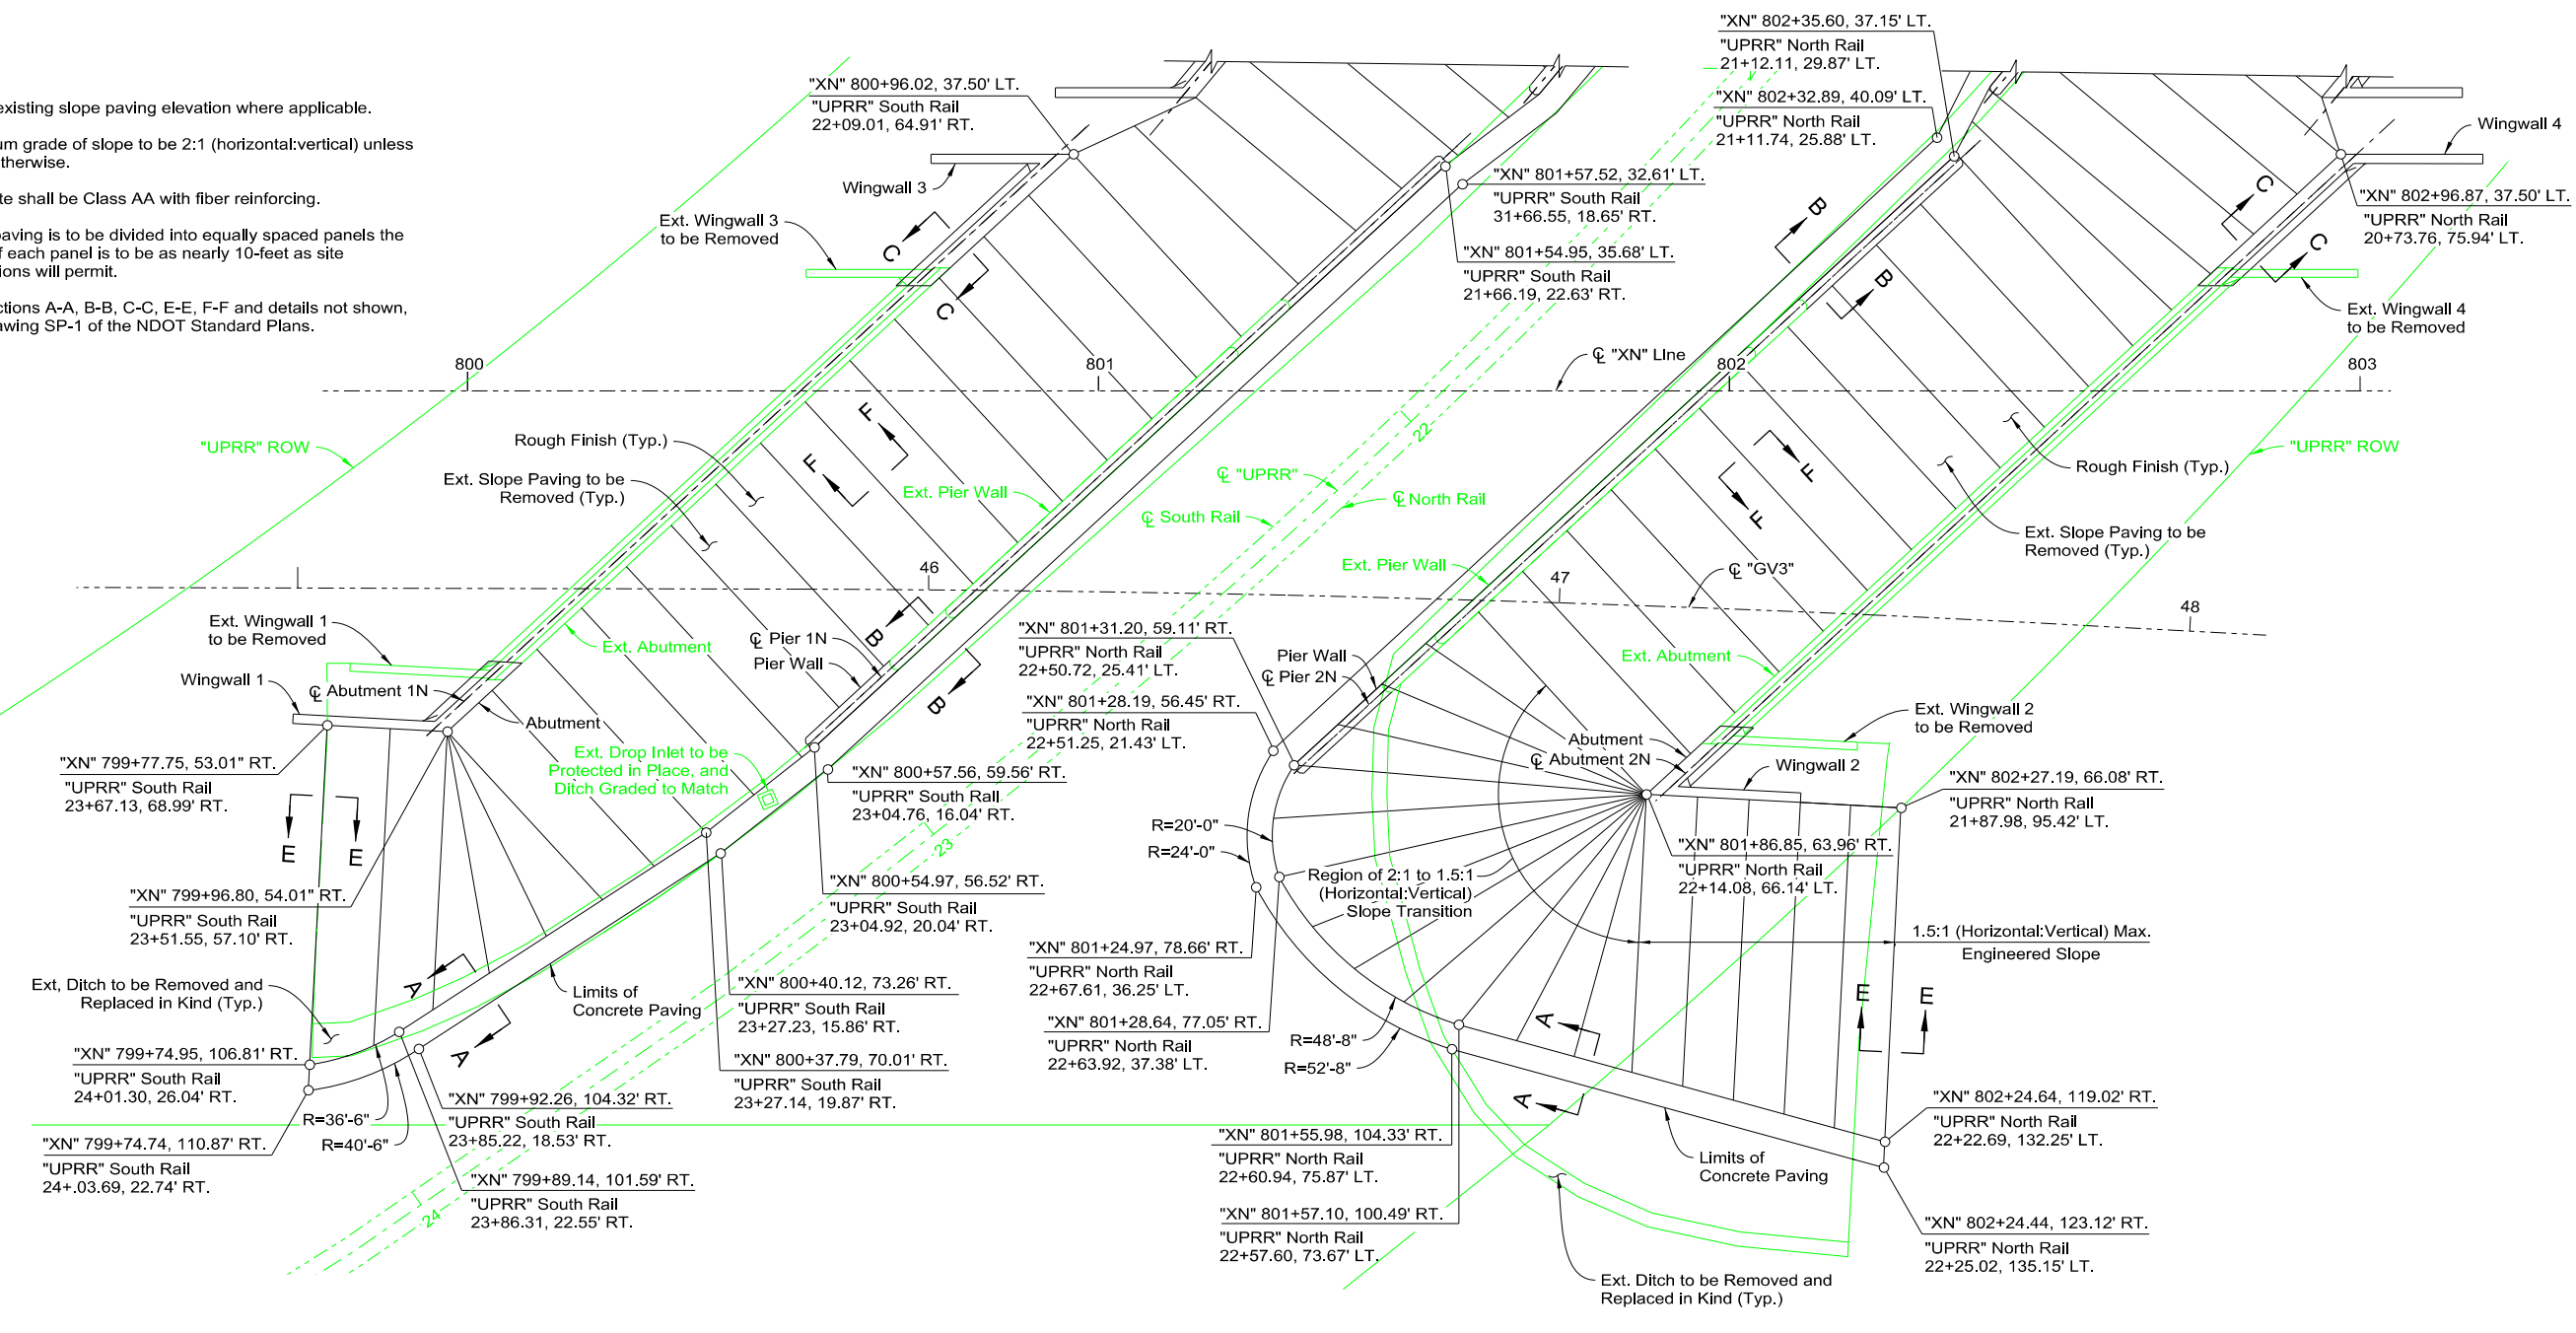 existing slope paving elevation where applicable.
um grade of slope to be 2:1 (horizontal:vertical) unless
therwise.
te shall be Class AA with fiber reinforcing.
aving is to be divided into equally spaced panels the
f each panel is to be as nearly 10-feet as site
ions will permit.
ctions A-A, B-B, C-C, E-E, F-F and details not shown,
awing SP-1 of the NDOT Standard Plans.
"XN" 800+96.02, 37.50' LT.
"UPRR" South Rail
22+09.01, 64.91' RT.
"XN" 802+35.60, 37.15' LT.
"UPRR" North Rail
21+12.11, 29.87' LT.
"XN" 802+32.89, 40.09' LT.
"UPRR" North Rail
21+11.74, 25.88' LT.
Wingwall 4
Wingwall 3
Ext. Wingwall 3
to be Removed
"XN" 801+57.52, 32.61' LT.
"UPRR" South Rail
31+66.55, 18.65' RT.
"XN" 801+54.95, 35.68' LT.
"UPRR" South Rail
21+66.19, 22.63' RT.
"XN" 802+96.87, 37.50' LT.
"UPRR" North Rail
20+73.76, 75.94' LT.
B
B
C
C
C
C
Ext. Wingwall 4
to be Removed
800
801
℄ "XN" LIne
802
803
"UPRR" ROW
Rough Finish (Typ.)
Ext. Slope Paving to be
Removed (Typ.)
F
F
Ext. Pier Wall
22
℄ "UPRR"
℄ South Rail
℄ North Rail
F
F
Rough Finish (Typ.)
"UPRR" ROW
Ext. Slope Paving to be
Removed (Typ.)
46
Ext. Pier Wall
47
℄ "GV3"
48
Ext. Wingwall 1
to be Removed
Wingwall 1
℄ Abutment 1N
Abutment
Ext. Abutment
℄ Pier 1N
Pier Wall
B
B
"XN" 801+31.20, 59.11' RT.
"UPRR" North Rail
22+50.72, 25.41' LT.
"XN" 801+28.19, 56.45' RT.
"UPRR" North Rail
22+51.25, 21.43' LT.
Pier Wall
℄ Pier 2N
Ext. Abutment
Ext. Wingwall 2
to be Removed
Abutment
℄ Abutment 2N
Wingwall 2
"XN" 799+77.75, 53.01" RT.
"UPRR" South Rail
23+67.13, 68.99' RT.
Ext. Drop Inlet to be
Protected in Place, and
Ditch Graded to Match
"XN" 800+57.56, 59.56' RT.
"UPRR" South Rail
23+04.76, 16.04' RT.
"XN" 802+27.19, 66.08' RT.
"UPRR" North Rail
21+87.98, 95.42' LT.
E
E
R=20'-0"
R=24'-0"
23
"XN" 801+86.85, 63.96' RT.
"UPRR" North Rail
22+14.08, 66.14' LT.
Region of 2:1 to 1.5:1
(Horizontal:Vertical)
Slope Transition
"XN" 799+96.80, 54.01" RT.
"UPRR" South Rail
23+51.55, 57.10' RT.
"XN" 800+54.97, 56.52' RT.
"UPRR" South Rail
23+04.92, 20.04' RT.
1.5:1 (Horizontal:Vertical) Max.
Engineered Slope
"XN" 801+24.97, 78.66' RT.
"UPRR" North Rail
22+67.61, 36.25' LT.
Ext, Ditch to be Removed and
Replaced in Kind (Typ.)
A
A
Limits of
Concrete Paving
"XN" 800+40.12, 73.26' RT.
"UPRR" South Rail
23+27.23, 15.86' RT.
"XN" 801+28.64, 77.05' RT.
"UPRR" North Rail
22+63.92, 37.38' LT.
R=48'-8"
R=52'-8"
A
A
E
E
"XN" 799+74.95, 106.81' RT.
"UPRR" South Rail
24+01.30, 26.04' RT.
"XN" 800+37.79, 70.01' RT.
"UPRR" South Rail
23+27.14, 19.87' RT.
R=36'-6"
R=40'-6"
"XN" 799+92.26, 104.32' RT.
"UPRR" South Rail
23+85.22, 18.53' RT.
"XN" 802+24.64, 119.02' RT.
"UPRR" North Rail
22+22.69, 132.25' LT.
"XN" 799+74.74, 110.87' RT.
"UPRR" South Rail
24+.03.69, 22.74' RT.
"XN" 801+55.98, 104.33' RT.
"UPRR" North Rail
22+60.94, 75.87' LT.
Limits of
Concrete Paving
"XN" 799+89.14, 101.59' RT.
"UPRR" South Rail
23+86.31, 22.55' RT.
24
"XN" 801+57.10, 100.49' RT.
"UPRR" North Rail
22+57.60, 73.67' LT.
"XN" 802+24.44, 123.12' RT.
"UPRR" North Rail
22+25.02, 135.15' LT.
Ext. Ditch to be Removed and
Replaced in Kind (Typ.)